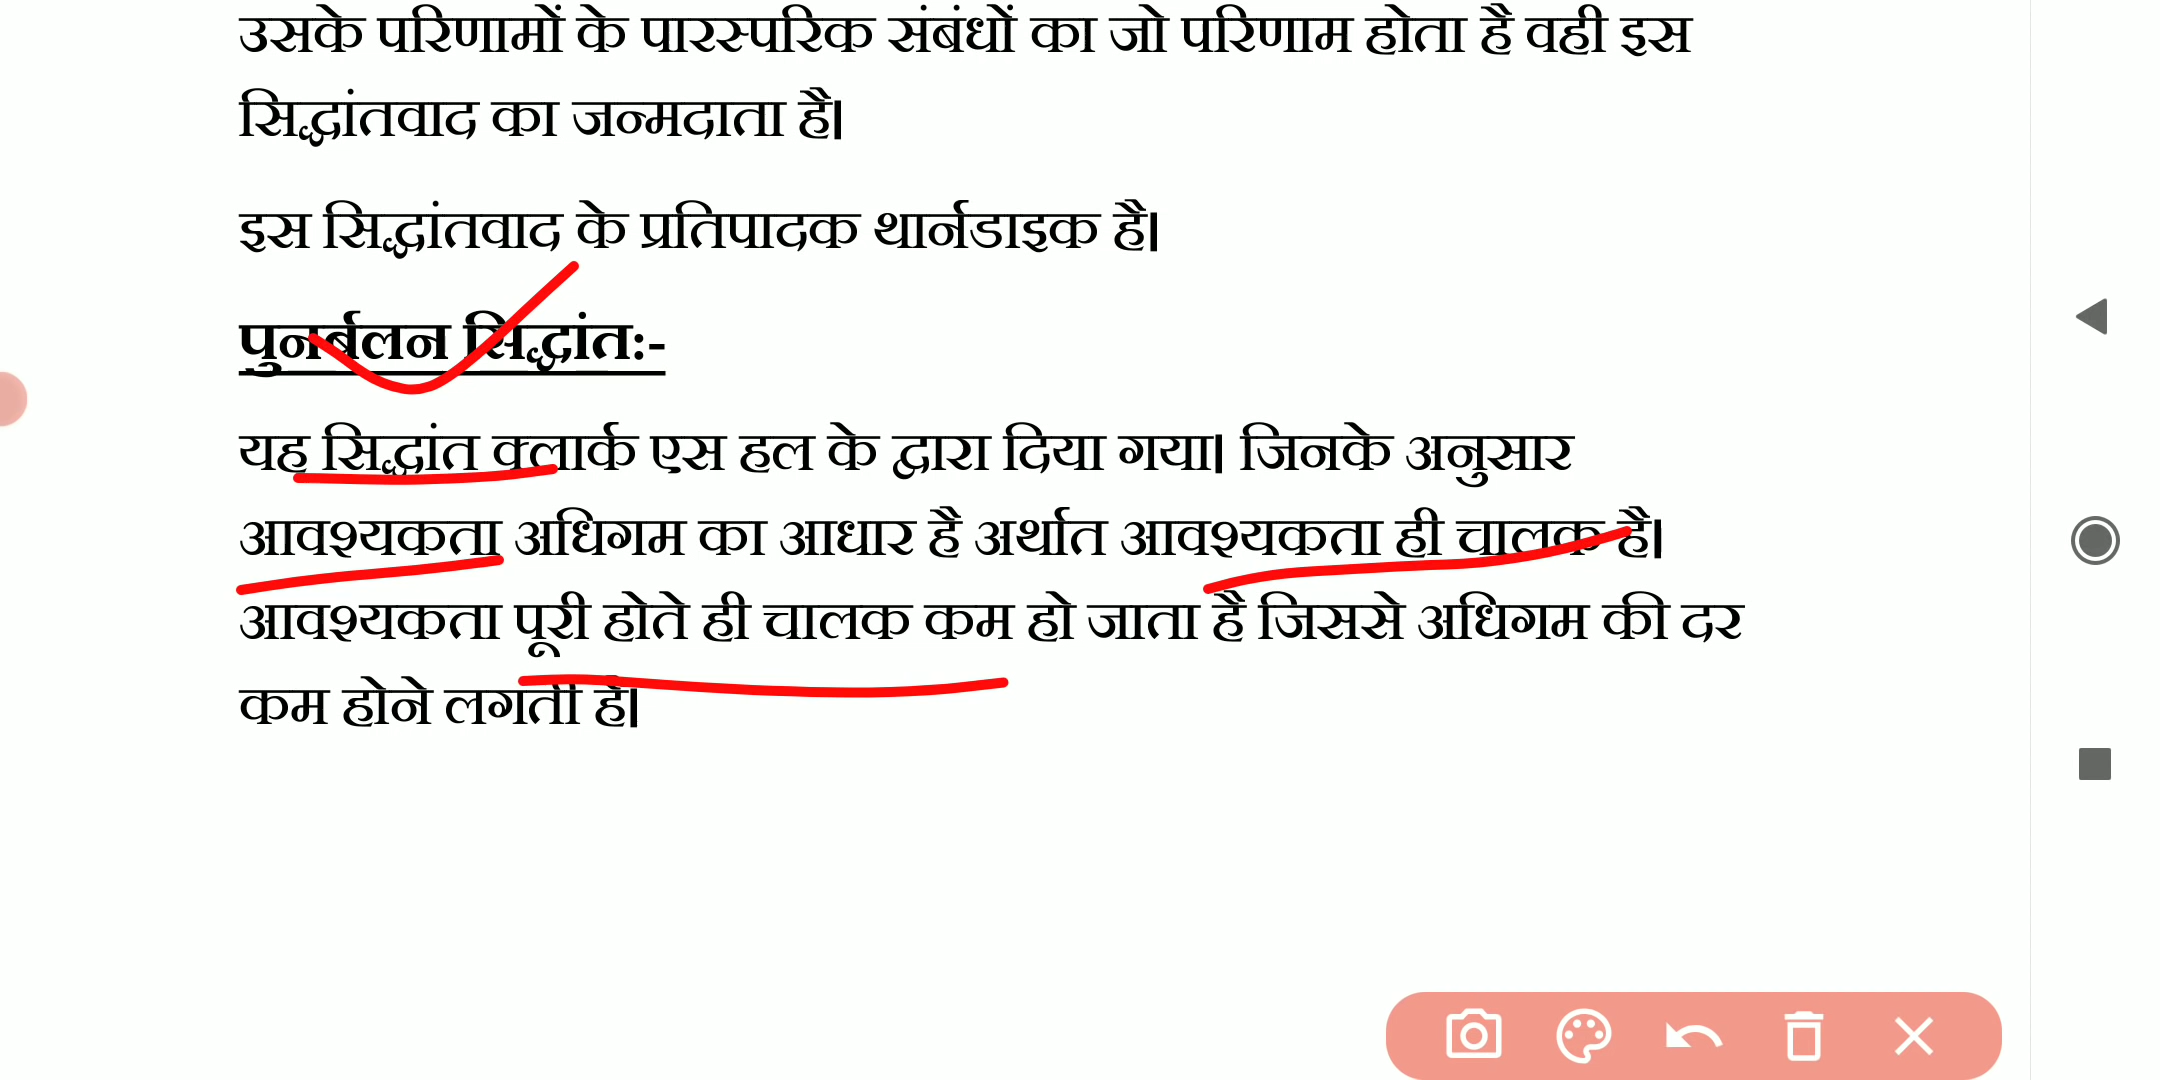 उसके परिणामों के पारस्परिक संबंधों का जो परिणाम होता है वही इस
सिद्धांतवाद का जन्मदाता है।
इस सिद्धांतवाद के प्रतिपादक थार्नडाइक है।
पुनर्बलन सिद्धांत:-
यह सिद्धांत क्लार्क एस हल के द्वारा दिया गया। जिनके अनुसार
आवश्यकता अधिगम का आधार है अर्थात आवश्यकता ही चालक है।
आवश्यकता पूरी होते ही चालक कम हो जाता है जिससे अधिगम की दर
कम होने लगती है।